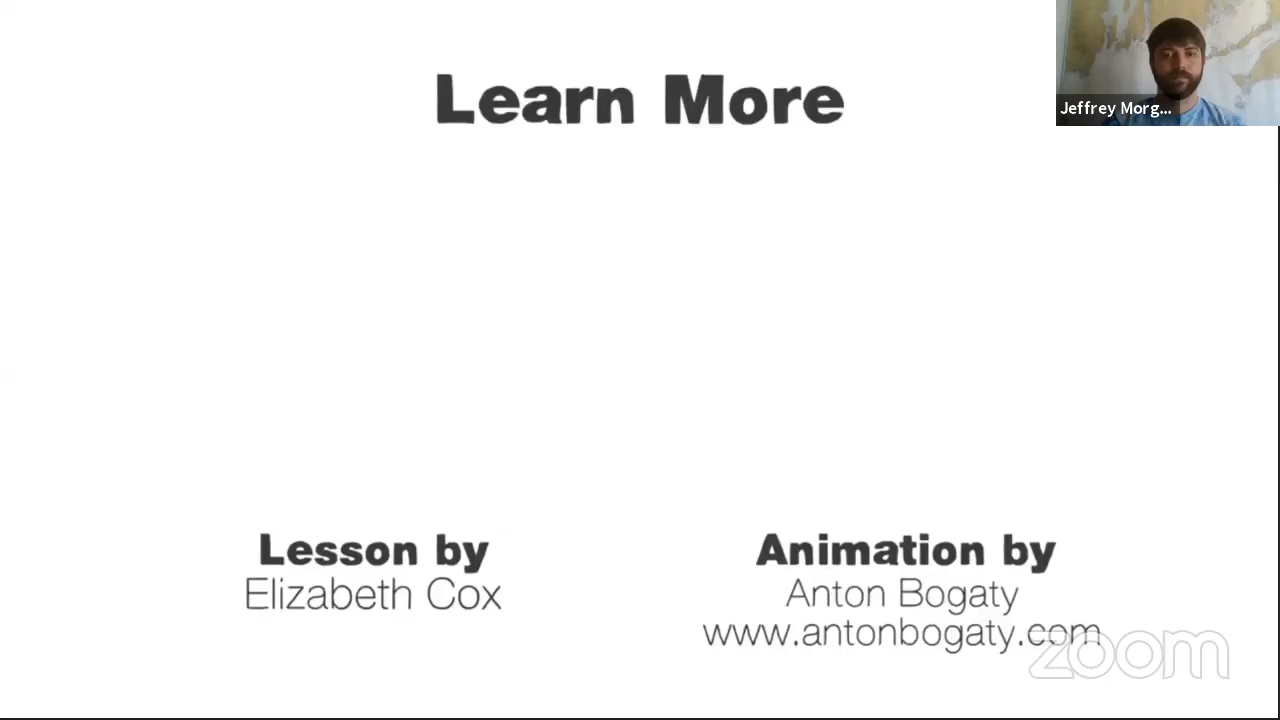 Learn More
Jeffrey Morg...
Lesson by
Elizabeth Cox
Animation by
Anton Bogaty
www.antonbogaty.com
zoom